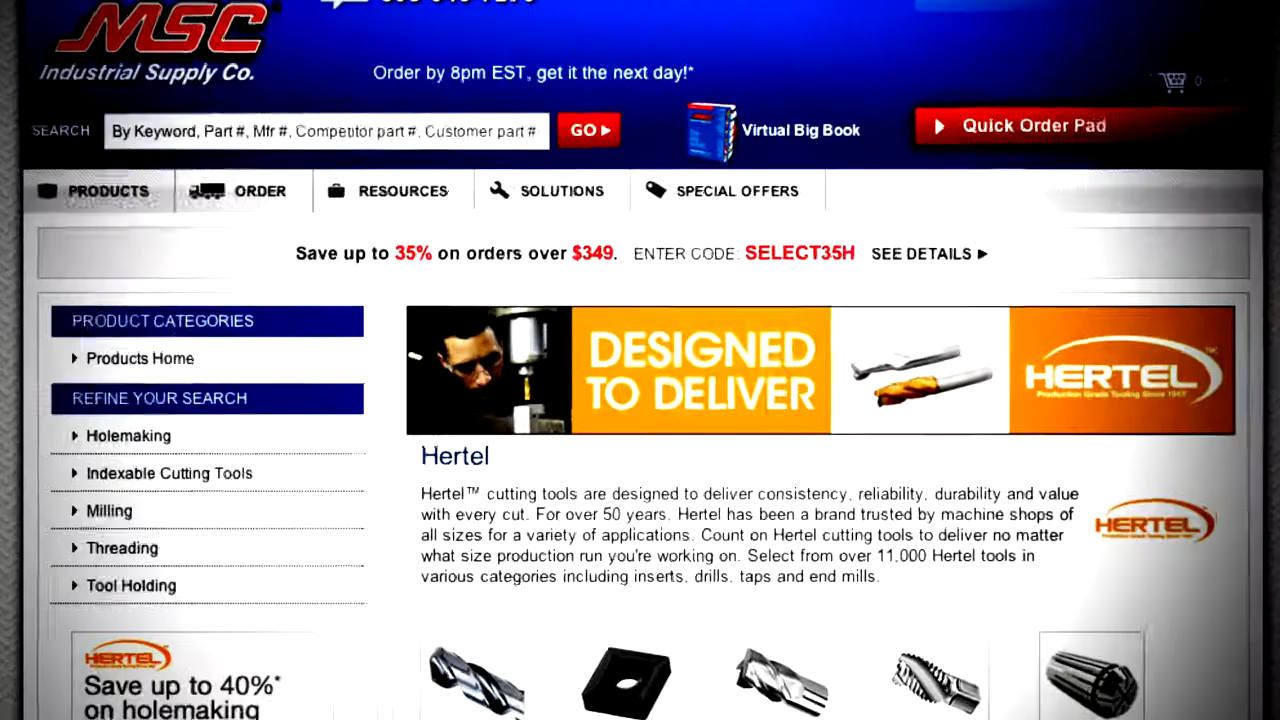 MSC
Industrial Supply Co.
Order by 8pm EST, get it the next day!*
0
SEARCH
By Keyword, Part #, Mfr #, Competitor part #, Customer part #
GO
Virtual Big Book
Quick Order Pad
PRODUCTS
ORDER
RESOURCES
SOLUTIONS
SPECIAL OFFERS
Save up to 35% on orders over $349. ENTER CODE: SELECT35H SEE DETAILS
PRODUCT CATEGORIES
Products Home
REFINE YOUR SEARCH
Holemaking
Indexable Cutting Tools
Milling
Threading
Tool Holding
HERTEL
Save up to 40%*
on holemaking
DESIGNED
TO DELIVER
HERTEL™
Production Grade Tooling Since 1947
Hertel
Hertel™ cutting tools are designed to deliver consistency, reliability, durability and value
with every cut. For over 50 years, Hertel has been a brand trusted by machine shops of
all sizes for a variety of applications. Count on Hertel cutting tools to deliver no matter
what size production run you're working on. Select from over 11,000 Hertel tools in
various categories including inserts, drills, taps and end mills.
HERTEL